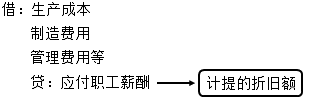 借：生产成本
制造费用
管理费用等
贷：应付职工薪酬 计提的折旧额